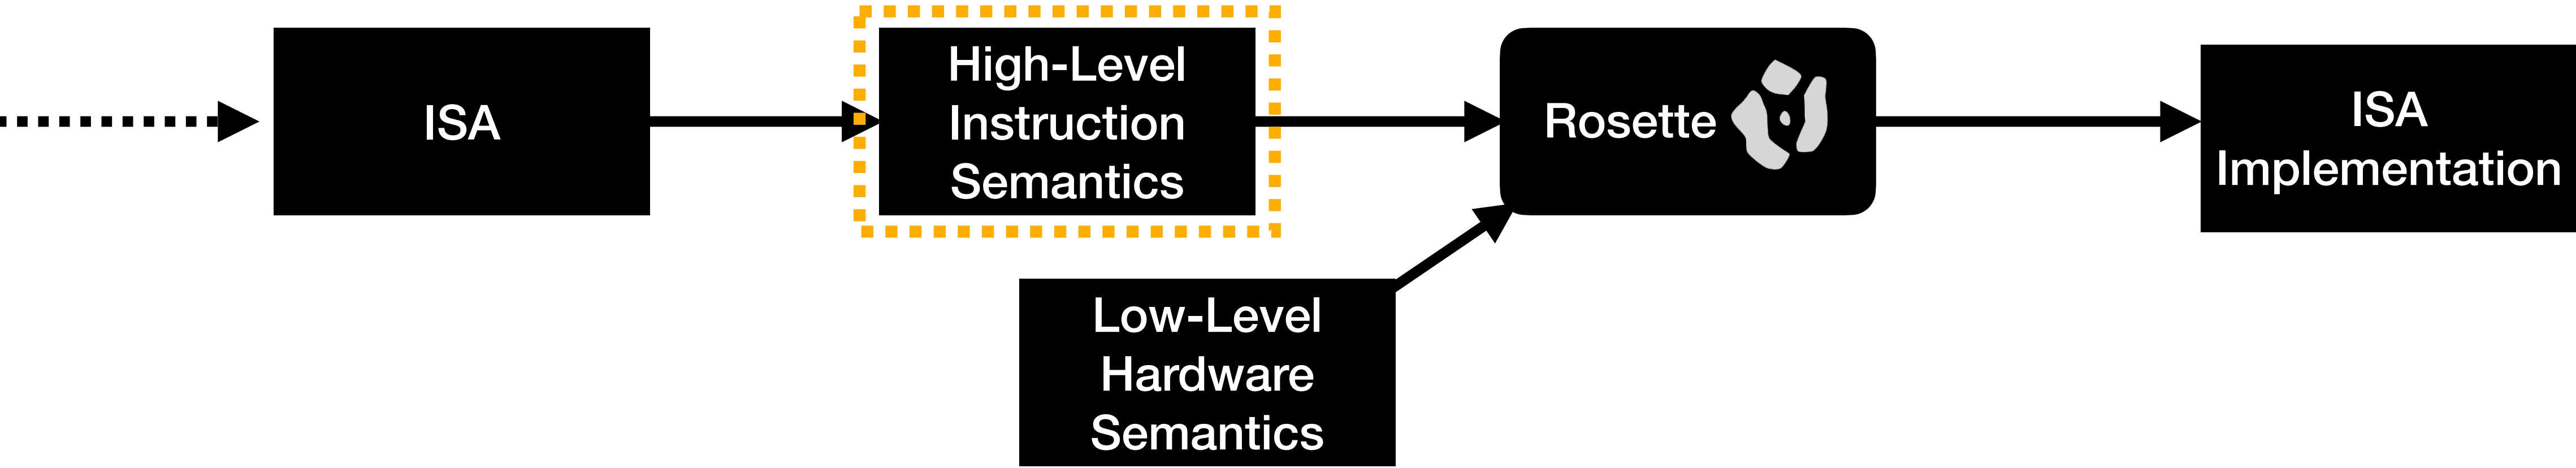 ISA
High-Level
Instruction
Semantics
Rosette
ISA
Implementation
Low-Level
Hardware
Semantics